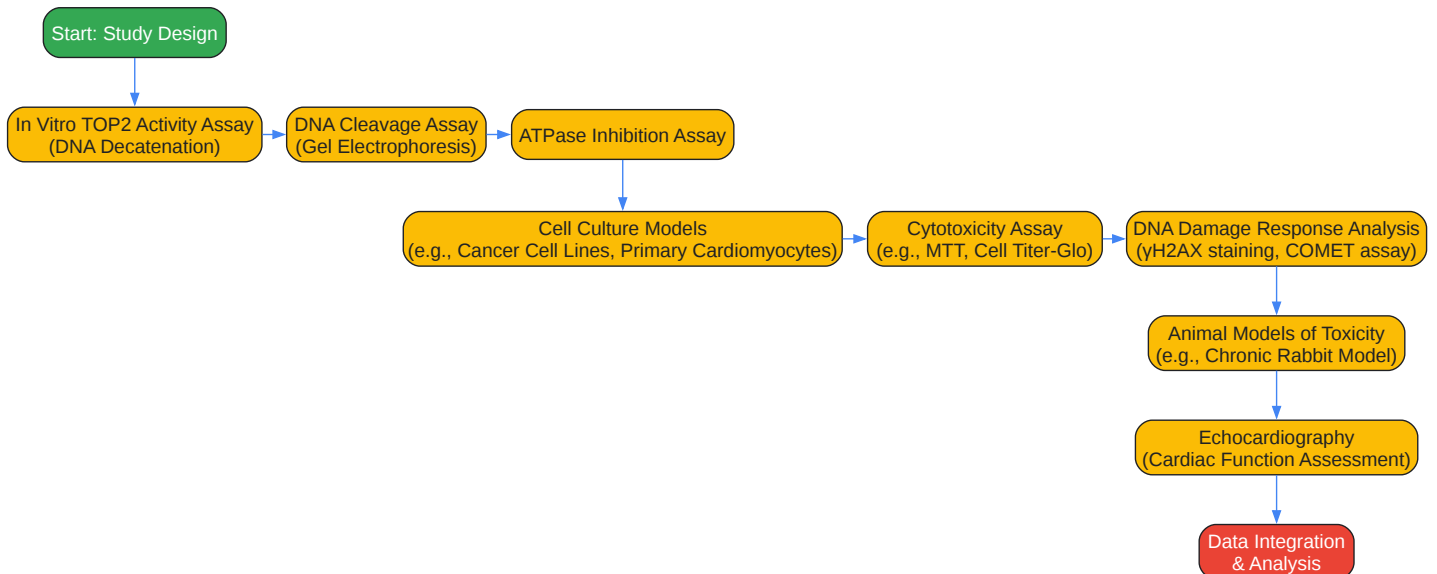 Start: Study Design
In Vitro TOP2 Activity Assay
(DNA Decatenation)
DNA Cleavage Assay
(Gel Electrophoresis)
ATPase Inhibition Assay
Cell Culture Models
(e.g., Cancer Cell Lines, Primary Cardiomyocytes)
Cytotoxicity Assay
(e.g., MTT, Cell Titer-Glo)
DNA Damage Response Analysis
(γH2AX staining, COMET assay)
Animal Models of Toxicity
(e.g., Chronic Rabbit Model)
Echocardiography
(Cardiac Function Assessment)
Data Integration
& Analysis